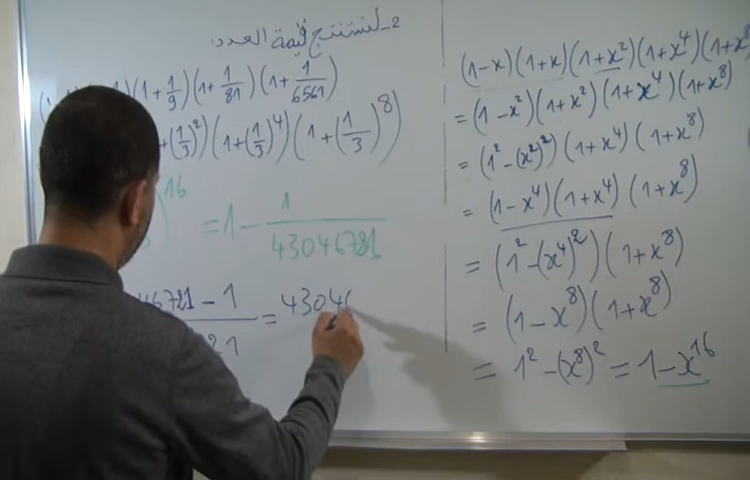 2_ لنستنتج قيمة العدد:
(1+1/9)(1+1/81)(1+1/6561)
+(1/3)²)(1+(1/3)⁴)(1+(1/3)⁸)
)¹⁶ = 1 - 1/43046721
46721 - 1 / 21 = 4304
(1-x)(1+x)(1+x²)(1+x⁴)(1+x⁸
= (1-x²)(1+x²)(1+x⁴)(1+x⁸)
= (1²-(x²)²)(1+x⁴)(1+x⁸)
= (1-x⁴)(1+x⁴)(1+x⁸)
= (1²-(x⁴)²)(1+x⁸)
= (1-x⁸)(1+x⁸)
= 1²-(x⁸)² = 1-x¹⁶